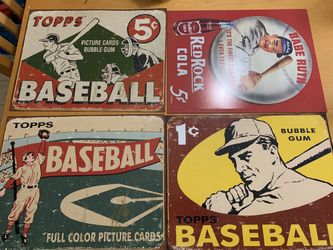 TOPPS
5¢
PICTURE CARDS
BUBBLE GUM
BASEBALL
BABE RUTH
RED ROCK
COLA
5¢
TOPPS
BASEBALL
FULL COLOR PICTURE CARDS
1¢
BUBBLE
GUM
TOPPS
BASEBALL